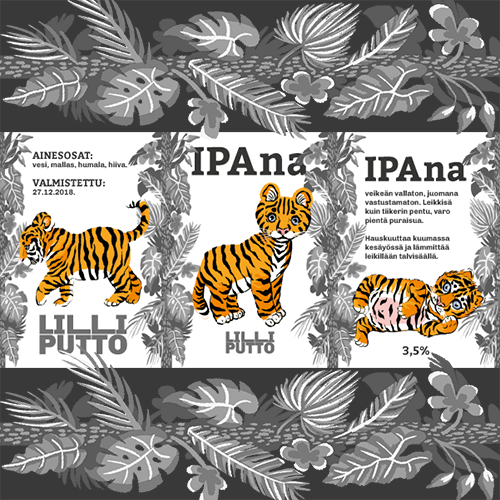 AINESOSAT:
vesi, mallas, humala, hiiva.
VALMISTETTU:
27.12.2018.
LILLI
PUTTO
IPAna
LILLI
PUTTO
IPAna
veikeän vallaton, juomana
vastustamaton. Leikkisä
kuin tiikerin pentu, varo
pientä puraisua.
Hauskuuttaa kuumassa
kesäyössä ja lämmittää
leikillään talvisäällä.
3,5%